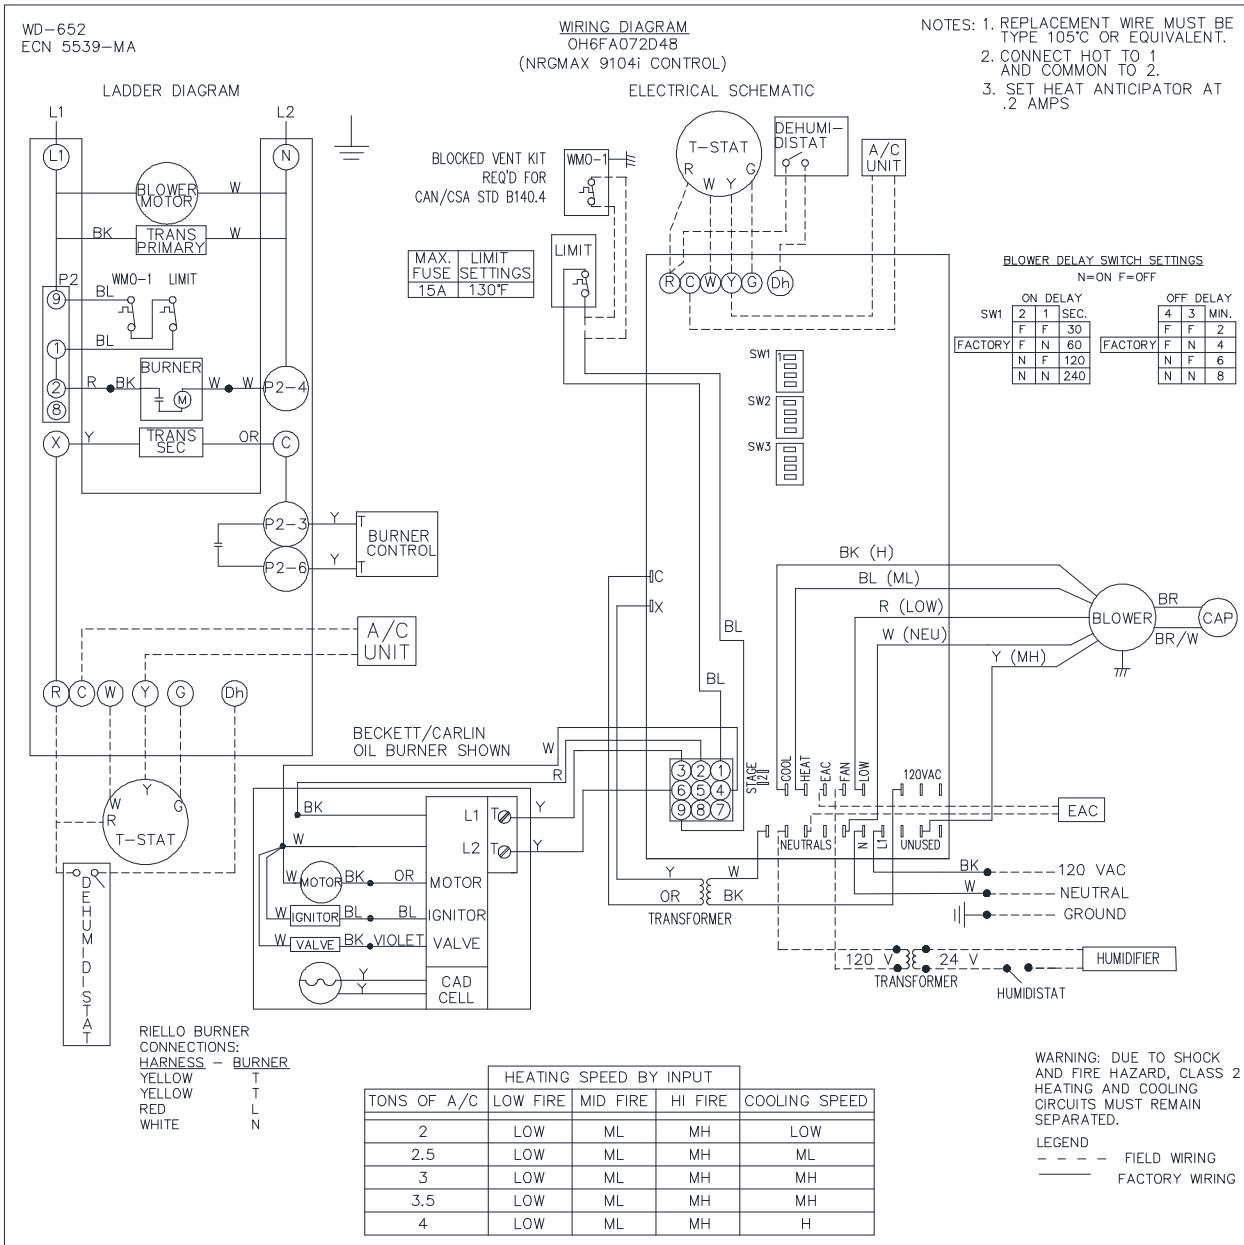 WD-652
ECN 5539-MA
WIRING DIAGRAM
OH6FA072D48
(NRGMAX 9104i CONTROL)
NOTES: 1. REPLACEMENT WIRE MUST BE
TYPE 105°C OR EQUIVALENT.
2. CONNECT HOT TO 1
AND COMMON TO 2.
3. SET HEAT ANTICIPATOR AT
.2 AMPS
LADDER DIAGRAM
L1
L2
L1
N
BLOWER
MOTOR
W
BK
TRANS
PRIMARY
W
P2
WMO-1
LIMIT
9
BL
1
BL
BURNER
2
R
BK
M
W
W
P2-4
8
X
Y
TRANS
SEC
OR
C
P2-3
Y
T
BURNER
CONTROL
P2-6
Y
T
A/C
UNIT
R
C
W
Y
G
Dh
W
Y
G
R
T-STAT
DEHUMIDISTAT
ELECTRICAL SCHEMATIC
BLOCKED VENT KIT
REQ'D FOR
CAN/CSA STD B140.4
WMO-1
T-STAT
R
W
Y
G
DEHUMI-
DISTAT
A/C
UNIT
MAX. FUSE
LIMIT SETTINGS
15A
130°F
LIMIT
R
C
W
Y
G
Dh
BLOWER DELAY SWITCH SETTINGS
N=ON F=OFF
ON DELAY
SW1 2 1 SEC.
F F 30
FACTORY F N 60
N F 120
N N 240
OFF DELAY
4 3 MIN.
F F 2
FACTORY F N 4
N F 6
N N 8
SW1
1
SW2
SW3
C
X
BL
BL
BK (H)
BL (ML)
R (LOW)
W (NEU)
Y (MH)
BLOWER
BR
BR/W
CAP
BECKETT/CARLIN
OIL BURNER SHOWN
W
R
3 2 1
6 5 4
9 8 7
STAGE
2
COOL
HEAT
EAC
FAN
LOW
120VAC
NEUTRALS
N
L1
UNUSED
EAC
BK
L1
T
Y
W
L2
T
Y
W
MOTOR
BK
OR
MOTOR
W
IGNITOR
BL
BL
IGNITOR
W
VALVE
BK
VIOLET
VALVE
Y
Y
CAD
CELL
Y
OR
W
BK
TRANSFORMER
BK
120 VAC
W
NEUTRAL
GROUND
120 V
24 V
TRANSFORMER
HUMIDISTAT
HUMIDIFIER
RIELLO BURNER
CONNECTIONS:
HARNESS - BURNER
YELLOW T
YELLOW T
RED L
WHITE N
HEATING SPEED BY INPUT
TONS OF A/C LOW FIRE MID FIRE HI FIRE COOLING SPEED
2 LOW ML MH LOW
2.5 LOW ML MH ML
3 LOW ML MH MH
3.5 LOW ML MH MH
4 LOW ML MH H
WARNING: DUE TO SHOCK
AND FIRE HAZARD, CLASS 2
HEATING AND COOLING
CIRCUITS MUST REMAIN
SEPARATED.
LEGEND
FIELD WIRING
FACTORY WIRING